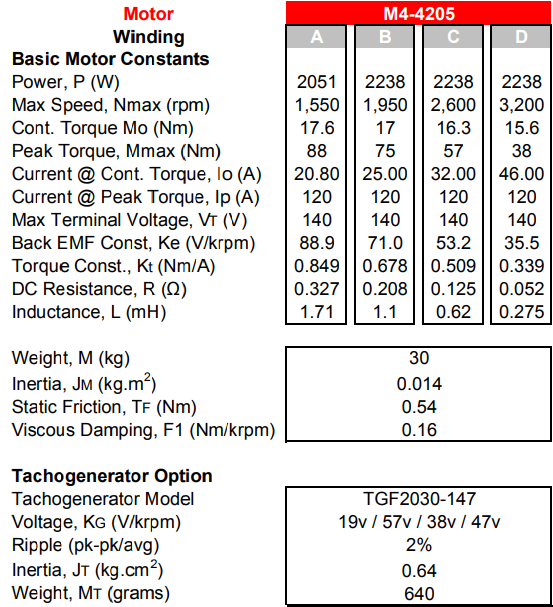 Motor M4-4205
Winding A B C D
Basic Motor Constants
Power, P (W) 2051 2238 2238 2238
Max Speed, Nmax (rpm) 1,550 1,950 2,600 3,200
Cont. Torque Mo (Nm) 17.6 17 16.3 15.6
Peak Torque, Mmax (Nm) 88 75 57 38
Current @ Cont. Torque, Io (A) 20.80 25.00 32.00 46.00
Current @ Peak Torque, Ip (A) 120 120 120 120
Max Terminal Voltage, VT (V) 140 140 140 140
Back EMF Const, Ke (V/krpm) 88.9 71.0 53.2 35.5
Torque Const., Kt (Nm/A) 0.849 0.678 0.509 0.339
DC Resistance, R (Ω) 0.327 0.208 0.125 0.052
Inductance, L (mH) 1.71 1.1 0.62 0.275
Weight, M (kg) 30
Inertia, JM (kg.m²) 0.014
Static Friction, TF (Nm) 0.54
Viscous Damping, F1 (Nm/krpm) 0.16
Tachogenerator Option
Tachogenerator Model TGF2030-147
Voltage, KG (V/krpm) 19v / 57v / 38v / 47v
Ripple (pk-pk/avg) 2%
Inertia, JT (kg.cm²) 0.64
Weight, MT (grams) 640